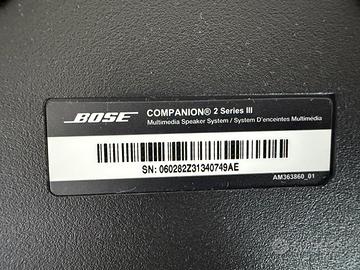 BOSE
COMPANION® 2 Series III
Multimedia Speaker System / System D'enceintes Multimédia
SN: 060282Z31340749AE
AM363860_01